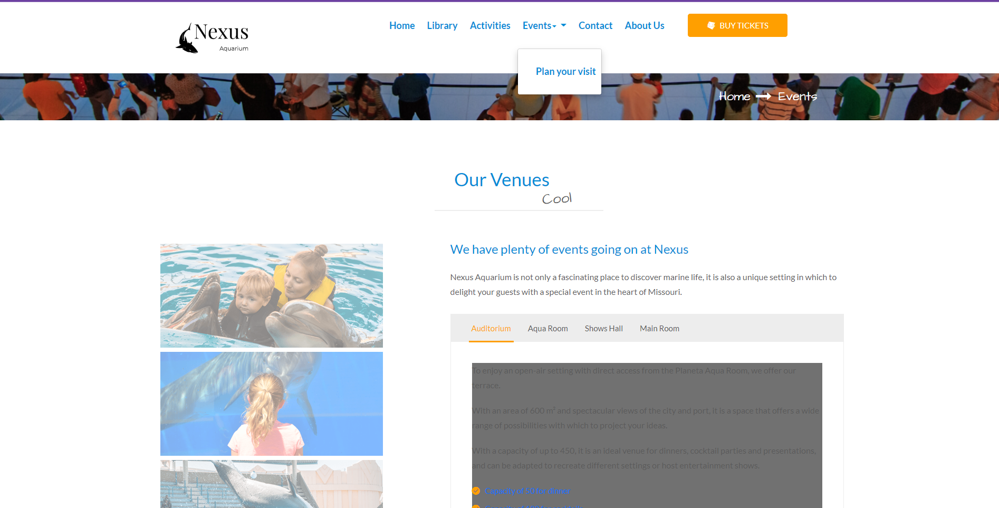 Nexus
Aquarium
Home Library Activities Events Contact About Us BUY TICKETS
Plan your visit
Home Events
Our Venues
Cool
We have plenty of events going on at Nexus
Nexus Aquarium is not only a fascinating place to discover marine life, it is also a unique setting in which to
delight your guests with a special event in the heart of Missouri.
Auditorium Aqua Room Shows Hall Main Room
To enjoy an open-air setting with direct access from the Planeta Aqua Room, we offer our
terrace.
With an area of 600 m² and spectacular views of the city and port, it is a space that offers a wide
range of possibilities with which to project your ideas.
With a capacity of up to 450, it is an ideal venue for dinners, cocktail parties and presentations,
and can be adapted to recreate different settings or host entertainment shows.
Capacity of 50 for dinner